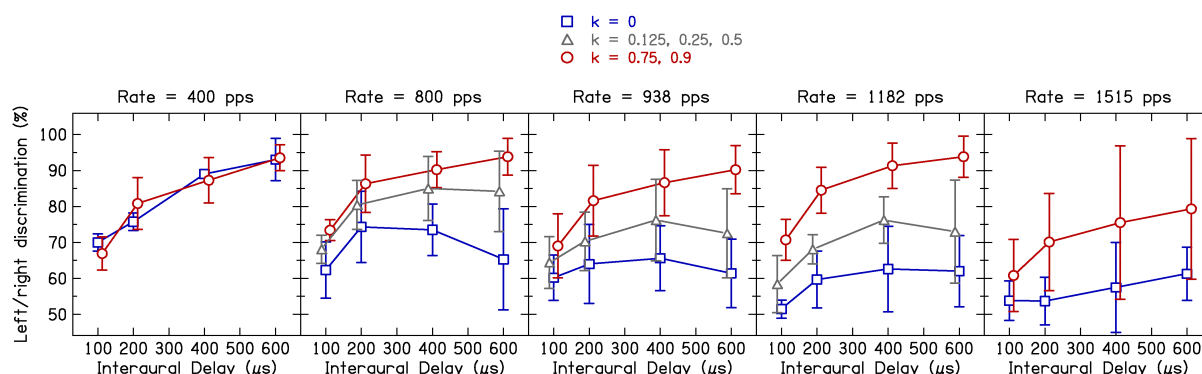 k = 0
k = 0.125, 0.25, 0.5
k = 0.75, 0.9
Rate = 400 pps
Rate = 800 pps
Rate = 938 pps
Rate = 1182 pps
Rate = 1515 pps
Left/right discrimination (%)
100
90
80
70
60
50
100 200 300 400 500 600
100 200 300 400 500 600
100 200 300 400 500 600
100 200 300 400 500 600
100 200 300 400 500 600
Interaural Delay (μs)
Interaural Delay (μs)
Interaural Delay (μs)
Interaural Delay (μs)
Interaural Delay (μs)